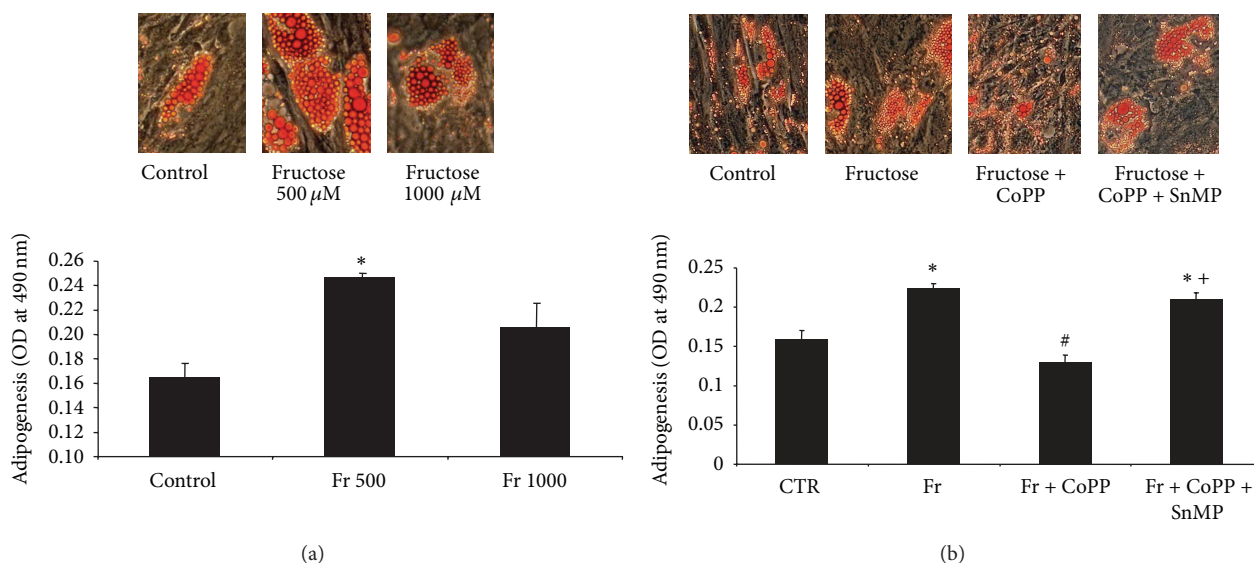 Control
Fructose
500 μM
Fructose
1000 μM
Adipogenesis (OD at 490 nm)
0.26
0.24
0.22
0.20
0.18
0.16
0.14
0.12
0.10
*
Control
Fr 500
Fr 1000
(a)
Control
Fructose
Fructose +
CoPP
Fructose +
CoPP + SnMP
Adipogenesis (OD at 490 nm)
0.25
0.2
0.15
0.1
0.05
0
*
#
* +
CTR
Fr
Fr + CoPP
Fr + CoPP +
SnMP
(b)